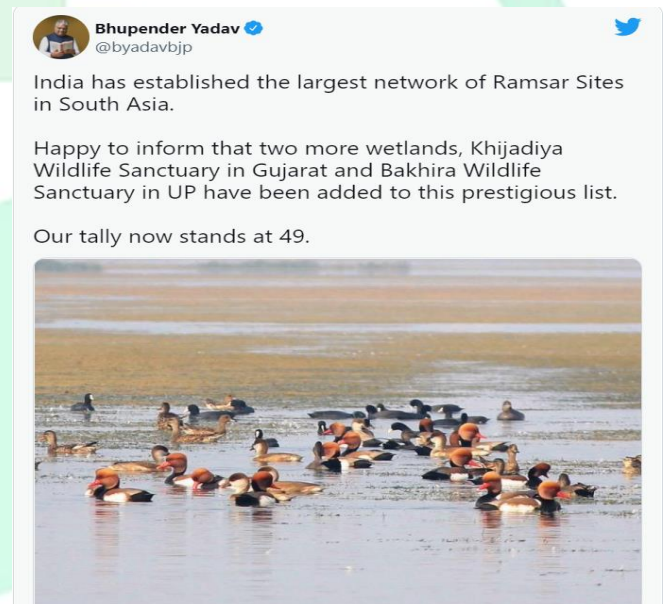 Bhupender Yadav
@byadavbjp
India has established the largest network of Ramsar Sites
in South Asia.
Happy to inform that two more wetlands, Khijadiya
Wildlife Sanctuary in Gujarat and Bakhira Wildlife
Sanctuary in UP have been added to this prestigious list.
Our tally now stands at 49.